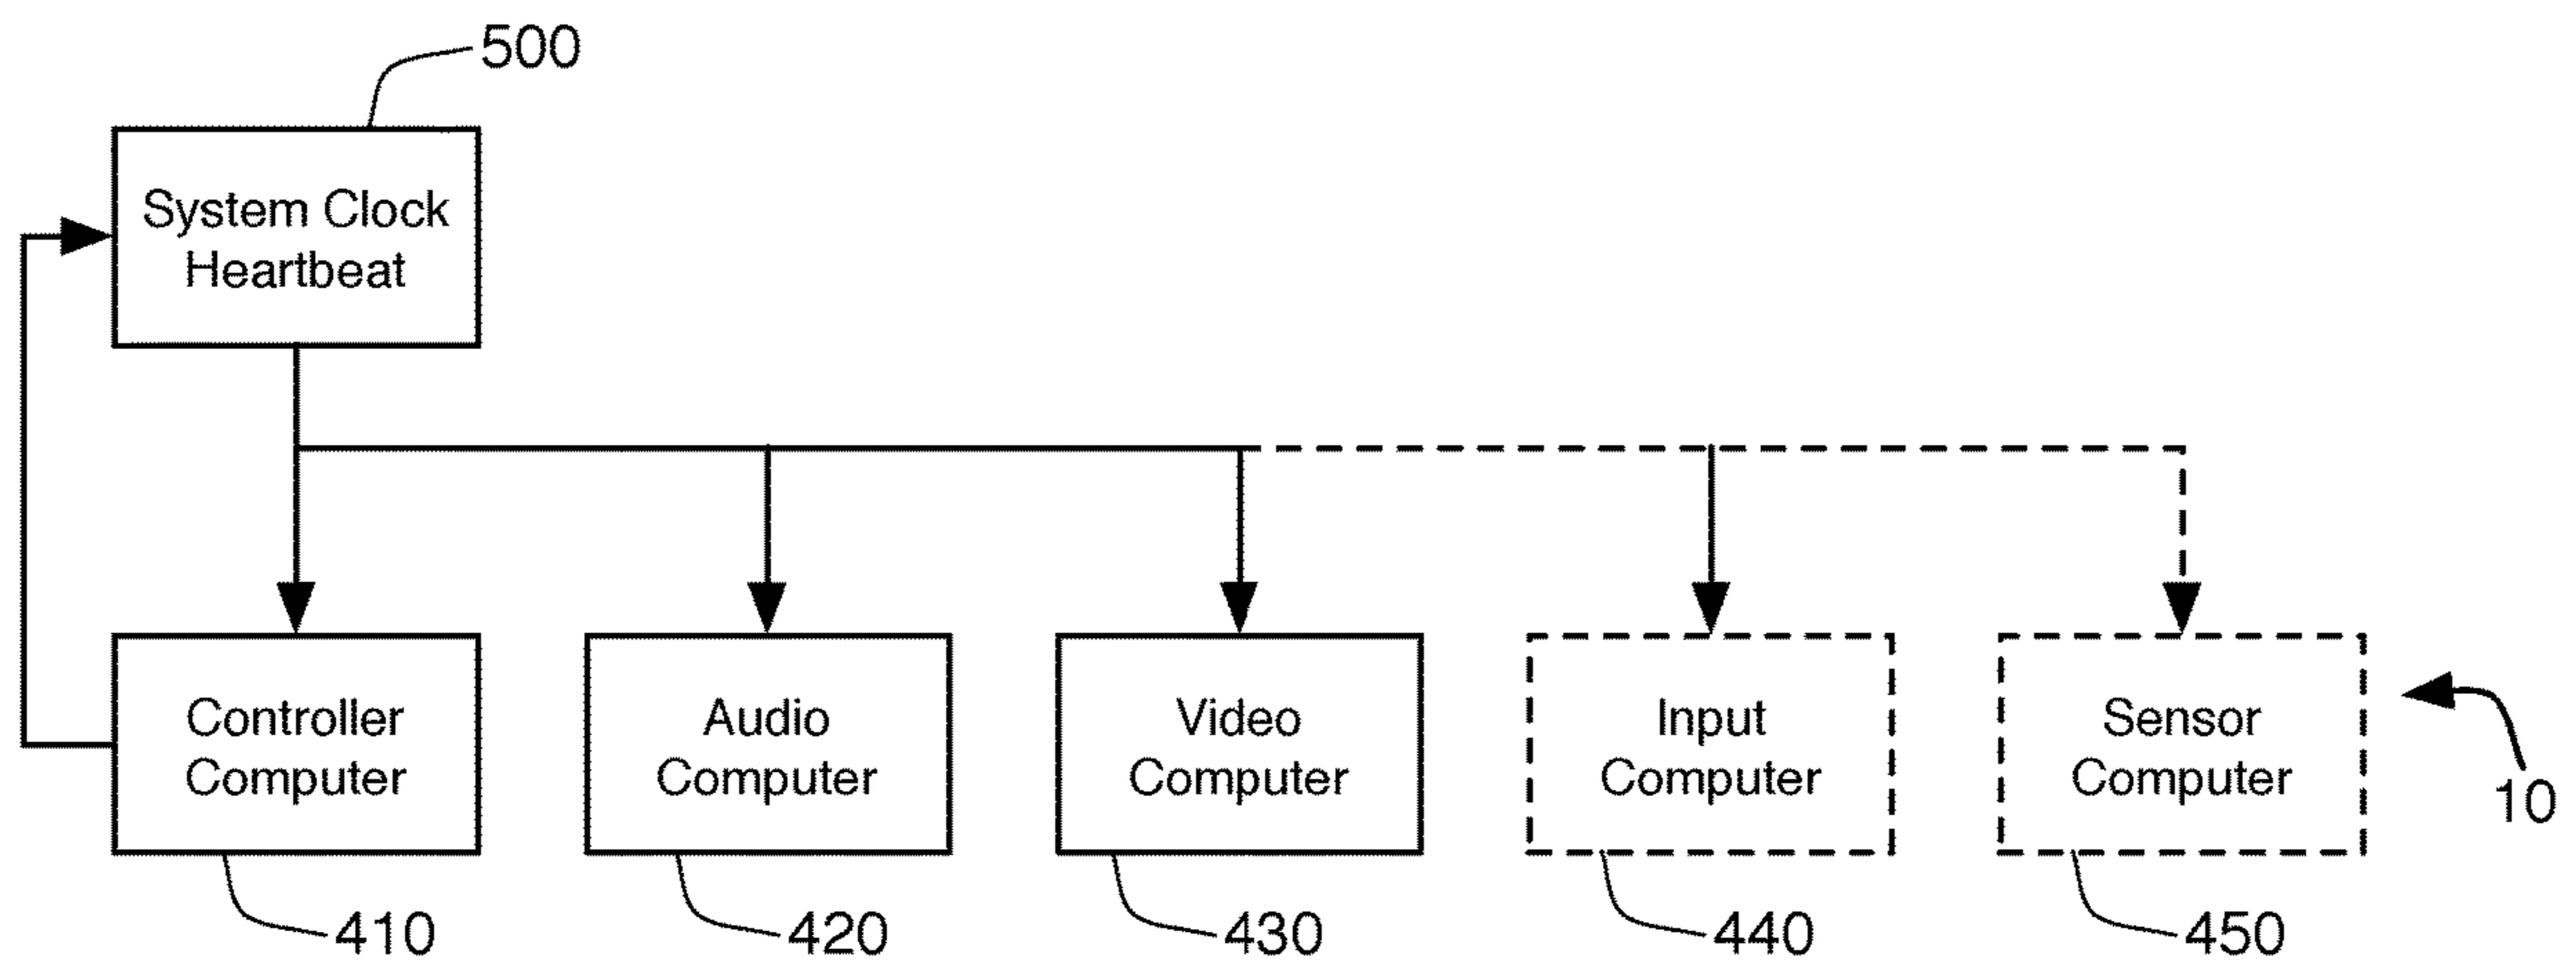 500
System Clock
Heartbeat
Controller
Computer
Audio
Computer
Video
Computer
Input
Computer
Sensor
Computer
10
410
420
430
440
450